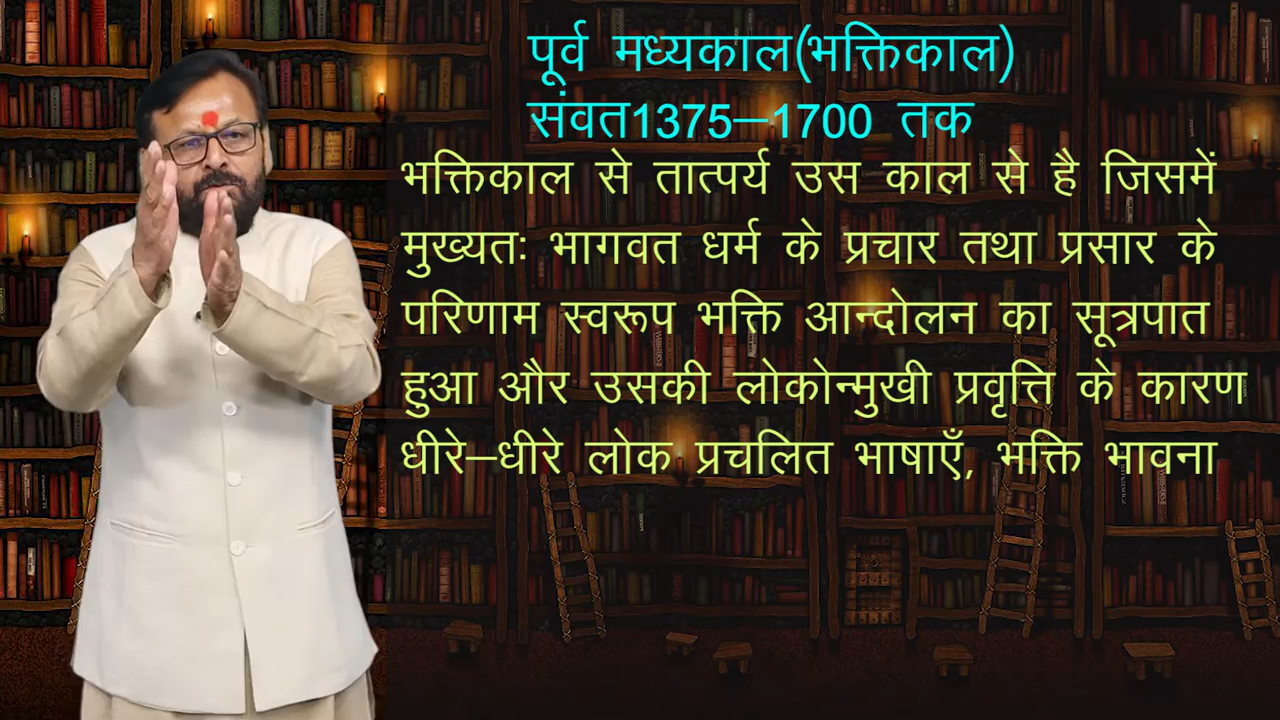 पूर्व मध्यकाल(भक्तिकाल)
संवत1375–1700 तक
भक्तिकाल से तात्पर्य उस काल से है जिसमें
मुख्यतः भागवत धर्म के प्रचार तथा प्रसार के
परिणाम स्वरूप भक्ति आन्दोलन का सूत्रपात
हुआ और उसकी लोकोन्मुखी प्रवृत्ति के कारण
धीरे–धीरे लोक प्रचलित भाषाएँ, भक्ति भावना